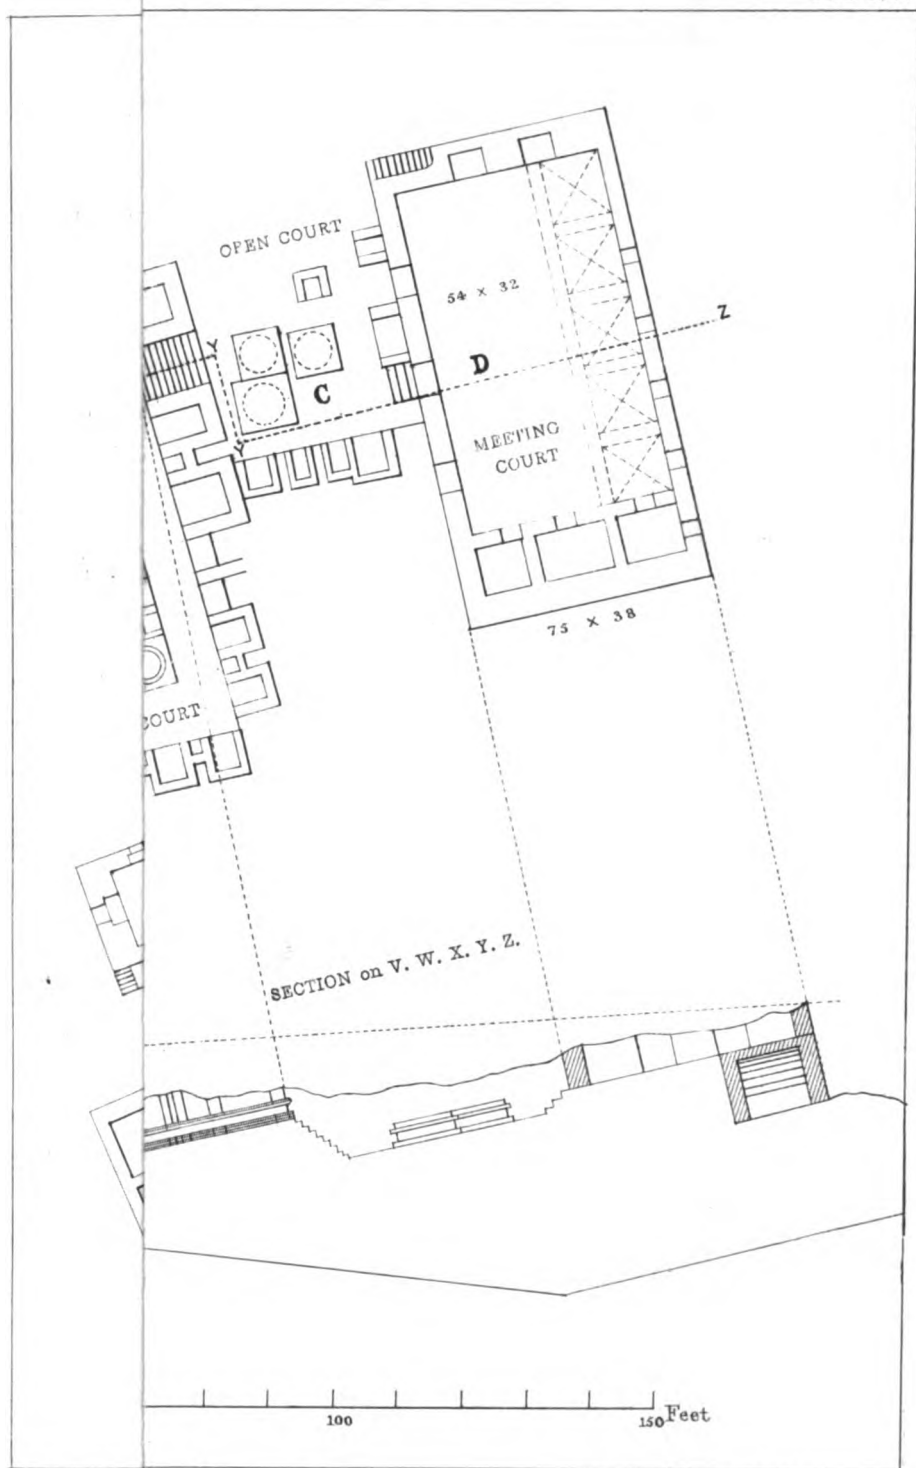 OPEN COURT
54 × 32
Z
Y
D
C
Y
MEETING
COURT
75 × 38
COURT
SECTION on V. W. X. Y. Z.
100
150 Feet